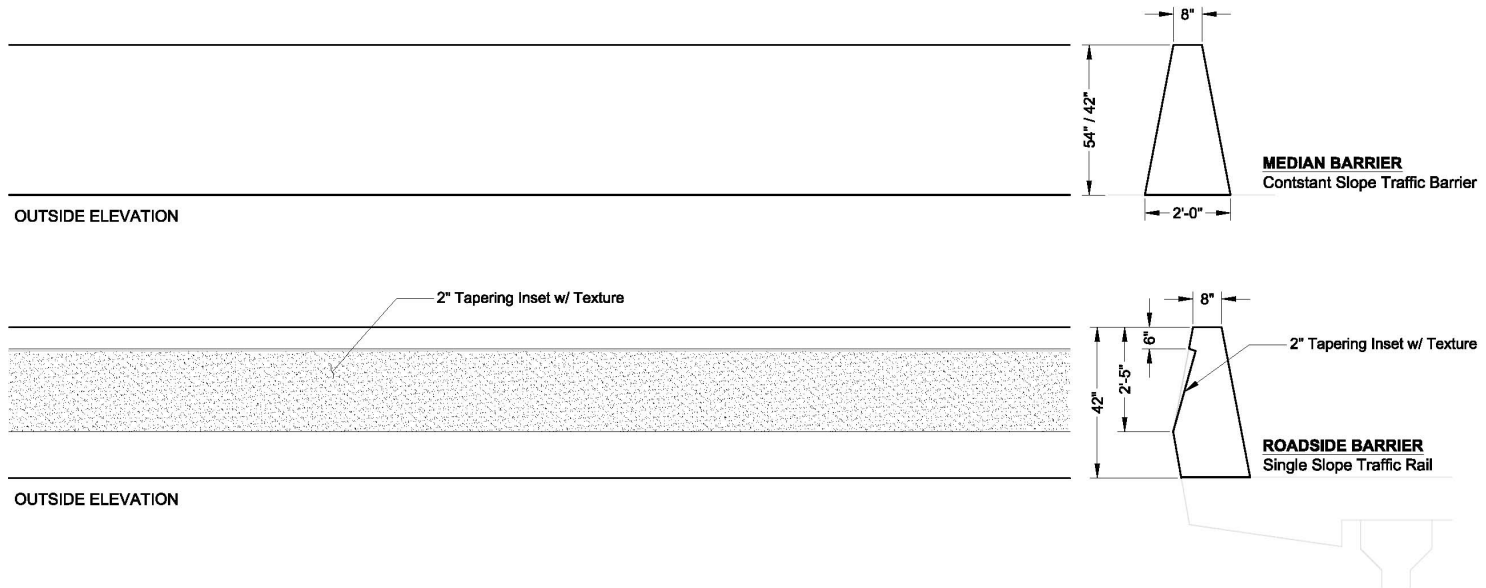 8"
54" / 42"
MEDIAN BARRIER
Contstant Slope Traffic Barrier
2'-0"
OUTSIDE ELEVATION
2" Tapering Inset w/ Texture
8"
6"
2'-5"
42"
2" Tapering Inset w/ Texture
ROADSIDE BARRIER
Single Slope Traffic Rail
OUTSIDE ELEVATION